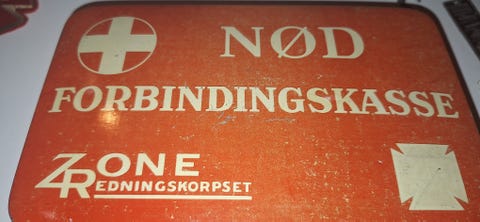 NØD
FORBINDINGSKASSE
ZONE
REDNINGSKORPSET